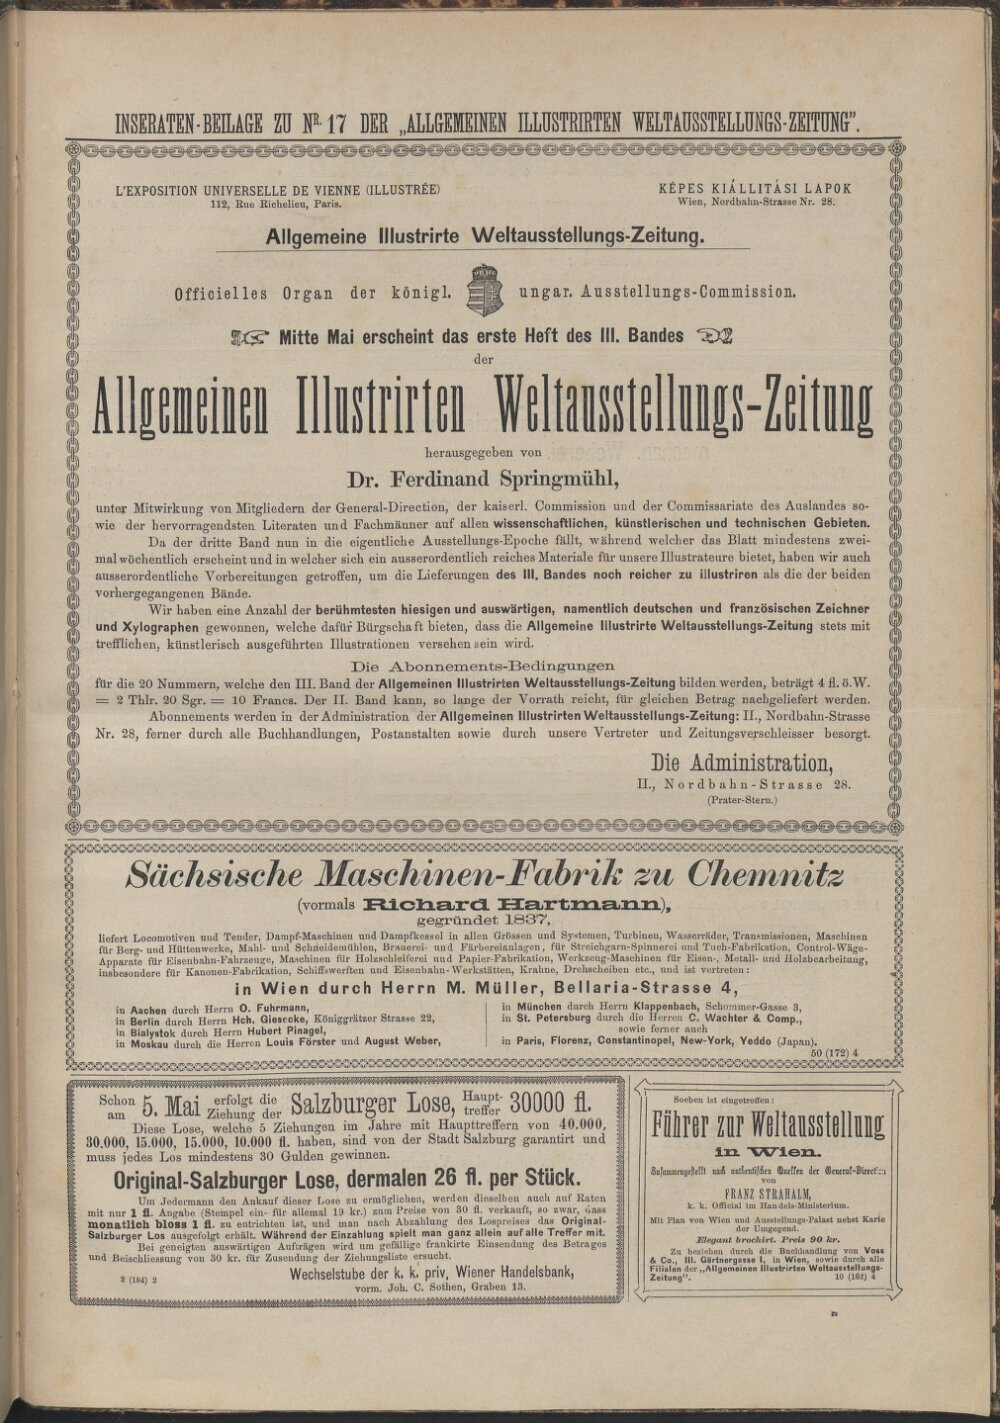 INSERATEN-BEILAGE ZU NR. 17 DER „ALLGEMEINEN ILLUSTRIRTEN WELTAUSSTELLUNGS-ZEITUNG".
L'EXPOSITION UNIVERSELLE DE VIENNE (ILLUSTRÉE)
112, Rue Richelieu, Paris.
KÉPES KIÁLLITÁSI LAPOK
Wien, Nordbahn-Strasse Nr. 28.
Allgemeine Illustrirte Weltausstellungs-Zeitung.
Officielles Organ der königl. ungar. Ausstellungs-Commission.
Mitte Mai erscheint das erste Heft des III. Bandes
der
Allgemeinen Illustrirten Weltausstellungs-Zeitung
herausgegeben von
Dr. Ferdinand Springmühl,
unter Mitwirkung von Mitgliedern der General-Direction, der kaiserl. Commission und der Commissariate des Auslandes so-
wie der hervorragendsten Literaten und Fachmänner auf allen wissenschaftlichen, künstlerischen und technischen Gebieten.
Da der dritte Band nun in die eigentliche Ausstellungs-Epoche fällt, während welcher das Blatt mindestens zwei-
mal wöchentlich erscheint und in welcher sich ein ausserordentlich reiches Materiale für unsere Illustrateure bietet, haben wir auch
ausserordentliche Vorbereitungen getroffen, um die Lieferungen des III. Bandes noch reicher zu illustriren als die der beiden
vorhergegangenen Bände.
Wir haben eine Anzahl der berühmtesten hiesigen und auswärtigen, namentlich deutschen und französischen Zeichner
und Xylographen gewonnen, welche dafür Bürgschaft bieten, dass die Allgemeine Illustrirte Weltausstellungs-Zeitung stets mit
trefflichen, künstlerisch ausgeführten Illustrationen versehen sein wird.
Die Abonnements-Bedingungen
für die 20 Nummern, welche den III. Band der Allgemeinen Illustrirten Weltausstellungs-Zeitung bilden werden, beträgt 4 fl. ö. W.
= 2 Thlr. 20 Sgr. = 10 Francs. Der II. Band kann, so lange der Vorrath reicht, für gleichen Betrag nachgeliefert werden.
Abonnements werden in der Administration der Allgemeinen Illustrirten Weltausstellungs-Zeitung: II., Nordbahn-Strasse
Nr. 28, ferner durch alle Buchhandlungen, Postanstalten sowie durch unsere Vertreter und Zeitungsverschleisser besorgt.
Die Administration,
II., Nordbahn-Strasse 28.
(Prater-Stern.)
Sächsische Maschinen-Fabrik zu Chemnitz
(vormals Richard Hartmann),
gegründet 1837,
liefert Locomotiven und Tender, Dampf-Maschinen und Dampfkessel in allen Grössen und Systemen, Turbinen, Wasserräder, Transmissionen, Maschinen
für Berg- und Hüttenwerke, Mahl- und Schneidemühlen, Brauerei- und Färbereianlagen, für Streichgarn-Spinnerei und Tuch-Fabrikation, Control-Wäge-
Apparate für Eisenbahn-Fahrzeuge, Maschinen für Holzschleiferei und Papier-Fabrikation, Werkzeug-Maschinen für Eisen-, Metall- und Holzbearbeitung,
insbesondere für Kanonen-Fabrikation, Schiffswerften und Eisenbahn-Werkstätten, Krahne, Drehscheiben etc., und ist vertreten:
in Wien durch Herrn M. Müller, Bellaria-Strasse 4,
in Aachen durch Herrn O. Fuhrmann,
in Berlin durch Herrn Hch. Giesecke, Königgrätzer Strasse 22,
in Bialystok durch Herrn Hubert Pinagel,
in Moskau durch die Herren Louis Förster und August Weber,
in München durch Herrn Klappenbach, Schommer-Gasse 3,
in St. Petersburg durch die Herren C. Wachter & Comp.,
sowie ferner auch
in Paris, Florenz, Constantinopel, New-York, Yeddo (Japan).
50 (172) 4
Schon am 5. Mai erfolgt die Ziehung der Salzburger Lose, Haupt-treffer 30000 fl.
Diese Lose, welche 5 Ziehungen im Jahre mit Haupttreffern von 40.000,
30.000, 15.000, 15.000, 10.000 fl. haben, sind von der Stadt Salzburg garantirt und
muss jedes Los mindestens 30 Gulden gewinnen.
Original-Salzburger Lose, dermalen 26 fl. per Stück.
Um Jedermann den Ankauf dieser Lose zu ermöglichen, werden dieselben auch auf Raten
mit nur 1 fl. Angabe (Stempel ein- für allemal 19 kr.) zum Preise von 30 fl. verkauft, so zwar, dass
monatlich bloss 1 fl. zu entrichten ist, und man nach Abzahlung des Lospreises das Original-
Salzburger Los ausgefolgt erhält. Während der Einzahlung spielt man ganz allein auf alle Treffer mit.
Bei geneigten auswärtigen Aufträgen wird um gefällige frankirte Einsendung des Betrages
und Beischliessung von 30 kr. für Zusendung der Ziehungsliste ersucht.
2 (184) 2
Wechselstube der k. k. priv. Wiener Handelsbank,
vorm. Joh. C. Sothen, Graben 13.
Soeben ist eingetroffen:
Führer zur Weltausstellung
in Wien.
Zusammengestellt nach authentischen Quellen der General-Direction
von
FRANZ STRAHALM,
k. k. Official im Handels-Ministerium.
Mit Plan von Wien und Ausstellungs-Palast nebst Karte
der Umgegend.
Elegant brochirt. Preis 90 kr.
Zu beziehen durch die Buchhandlung von Voss
& Co., III. Gärtnergasse I, in Wien, sowie durch alle
Filialen der „Allgemeinen Illustrirten Weltausstellungs-
Zeitung". 10 (162) 4